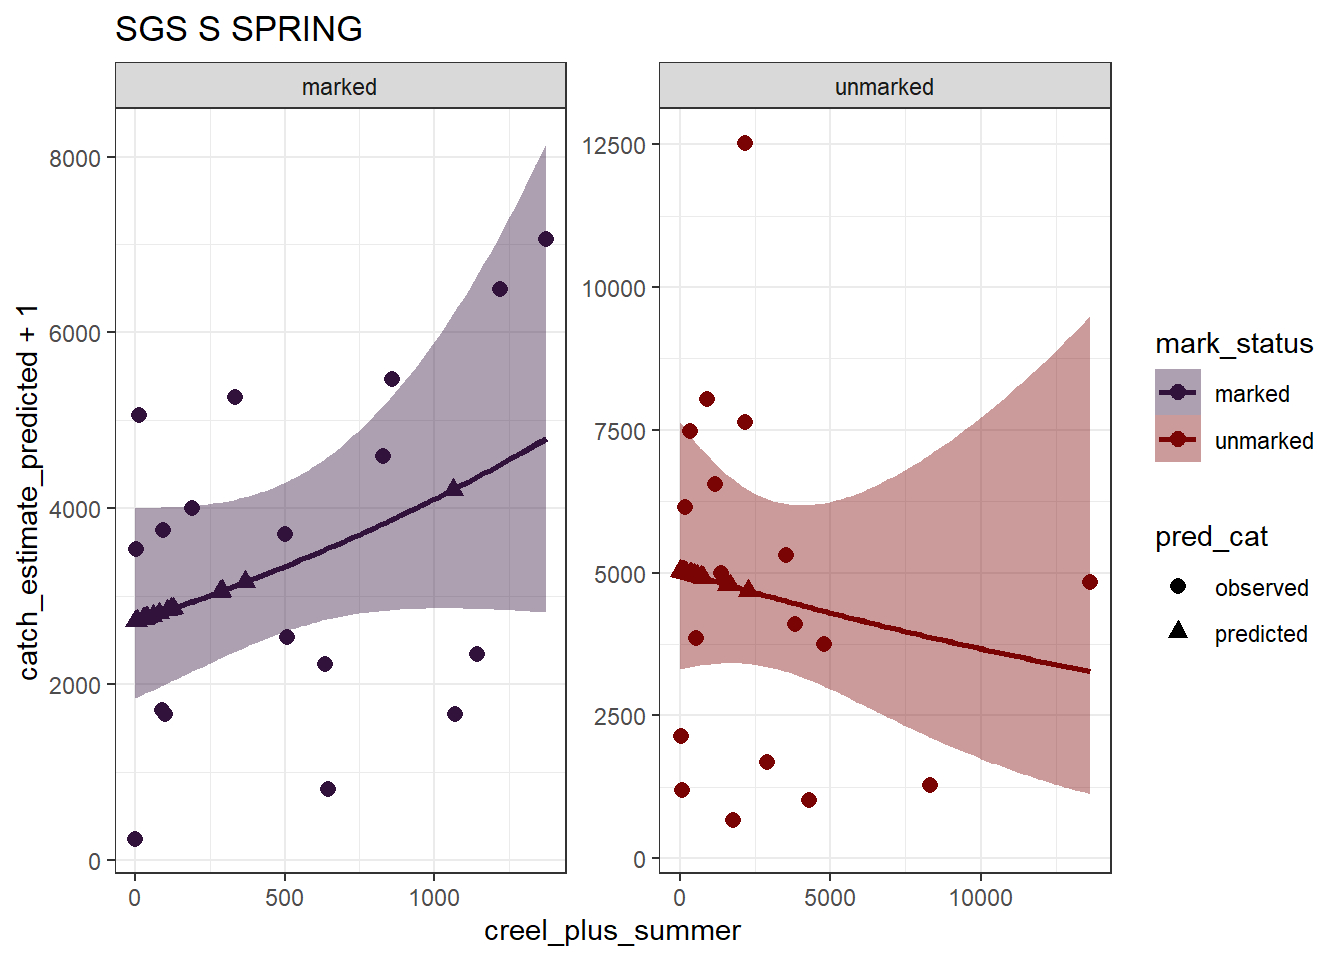 SGS S SPRING
marked
unmarked
catch_estimate_predicted + 1
8000
6000
4000
2000
0
12500
10000
7500
5000
2500
0
0
500
1000
0
5000
10000
creel_plus_summer
mark_status
marked
unmarked
pred_cat
observed
predicted